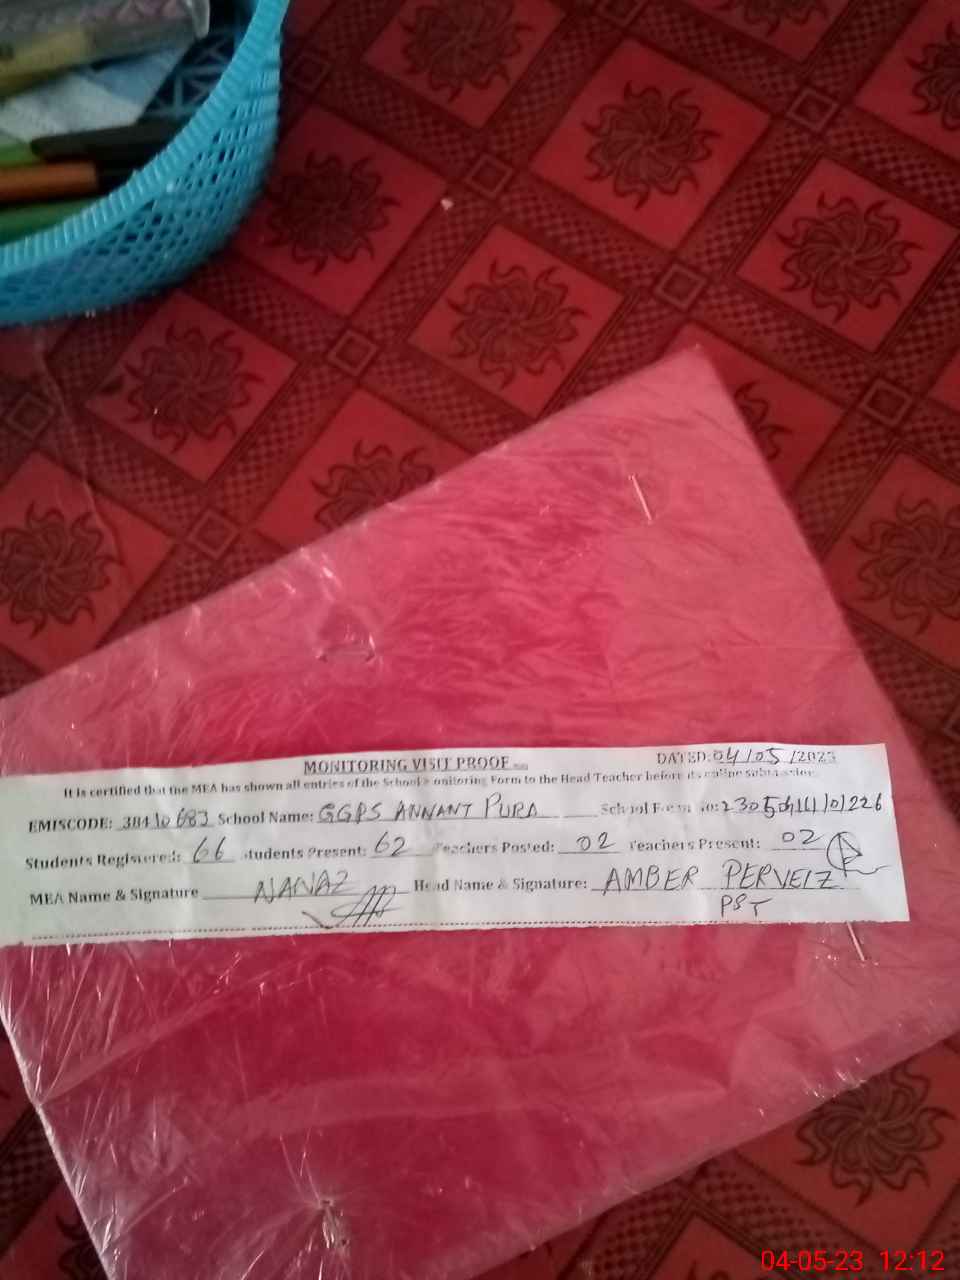 MONITORING VISIT PROOF DATED: 04/05/2023
It is certified that the MEA has shown all entries of the School Monitoring Form to the Head Teacher before its online submission.
EMISCODE: 38410683 School Name: GGPS ANNANT PURA School Form No:
Students Registered: 66 Students Present: 62 Teachers Posted: 02 Teachers Present: 02
MEA Name & Signature NAWAZ Head Name & Signature: AMBER PERVEIZ
PST
04-05-23 12:12